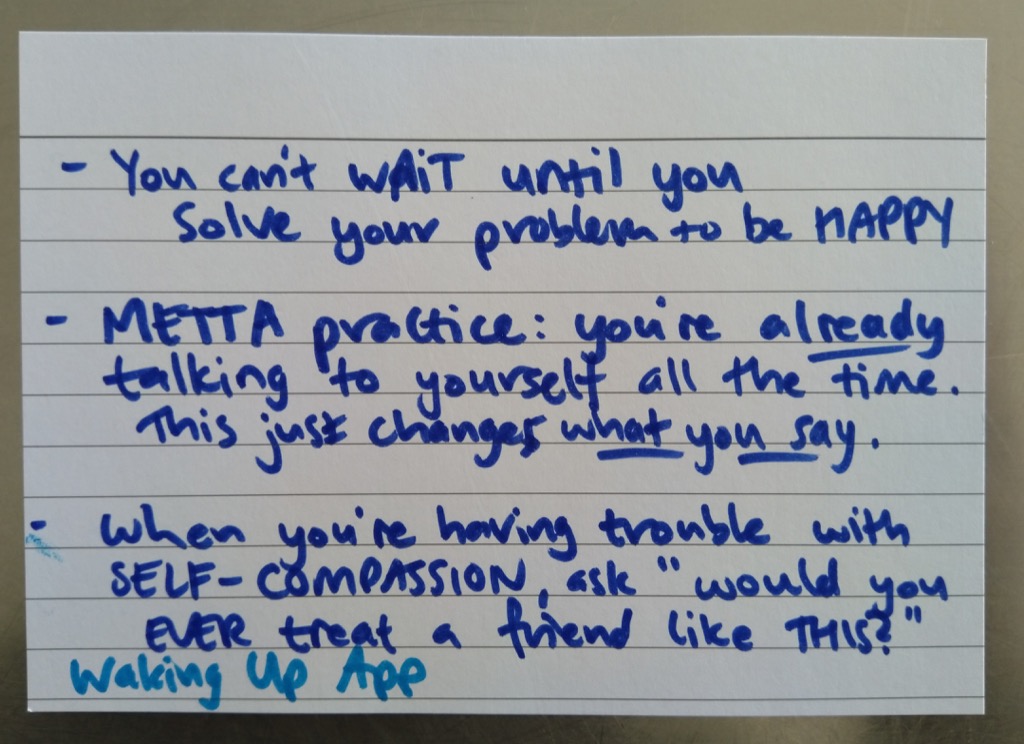 - You can't WAiT until you
Solve your problem to be HAPPY
- METTA practice: you're already
talking to yourself all the time.
This just changes what you say.
- When you're having trouble with
SELF-COMPASSION, ask "would you
EVER treat a friend like THIS?"
Waking Up App